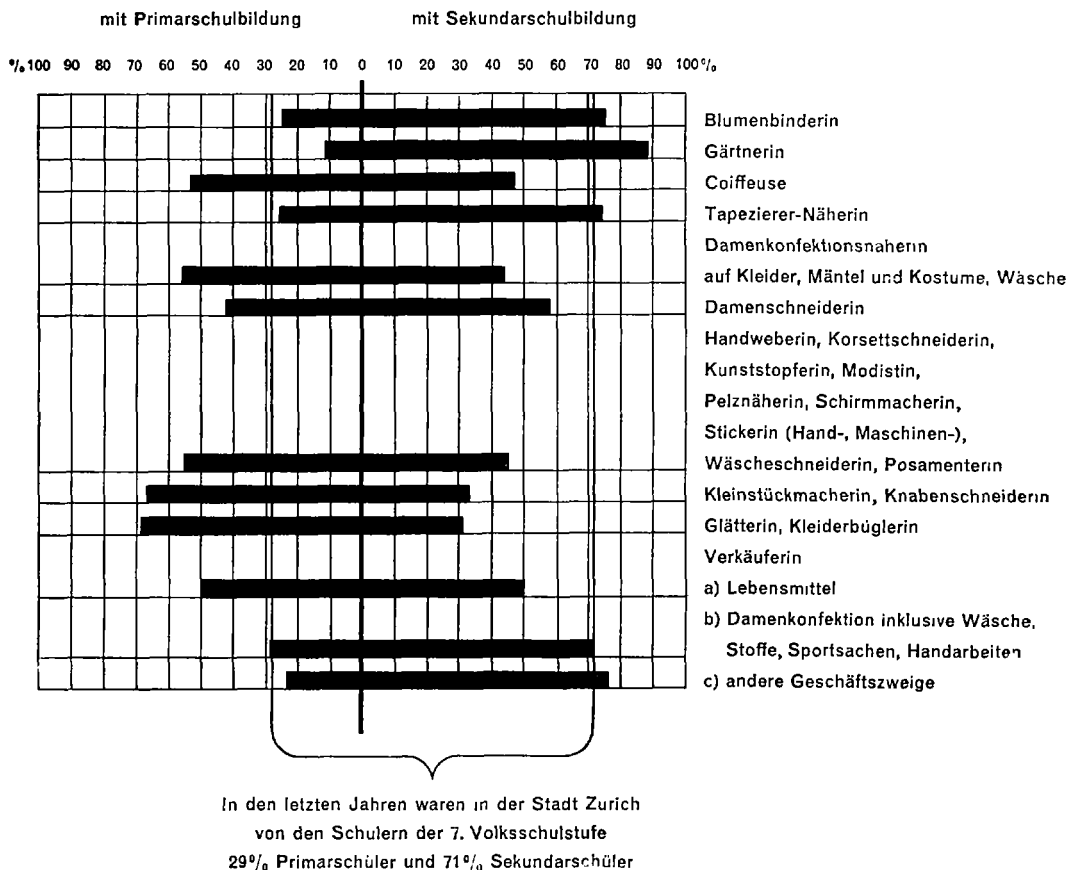 mit Primarschulbildung mit Sekundarschulbildung
% 100 90 80 70 60 50 40 30 20 10 0 10 20 30 40 50 60 70 80 90 100 %
Blumenbinderin
Gärtnerin
Coiffeuse
Tapezierer-Näherin
Damenkonfektionsnaherin
auf Kleider, Mäntel und Kostume, Wäsche
Damenschneiderin
Handweberin, Korsettschneiderin,
Kunststopferin, Modistin,
Pelznäherin, Schirmmacherin,
Stickerin (Hand-, Maschinen-),
Wäscheschneiderin, Posamenterin
Kleinstückmacherin, Knabenschneiderin
Glätterin, Kleiderbüglerin
Verkäuferin
a) Lebensmittel
b) Damenkonfektion inklusive Wäsche,
Stoffe, Sportsachen, Handarbeiten
c) andere Geschäftszweige
In den letzten Jahren waren in der Stadt Zurich
von den Schulern der 7. Volksschulstufe
29% Primarschüler und 71% Sekundarschüler